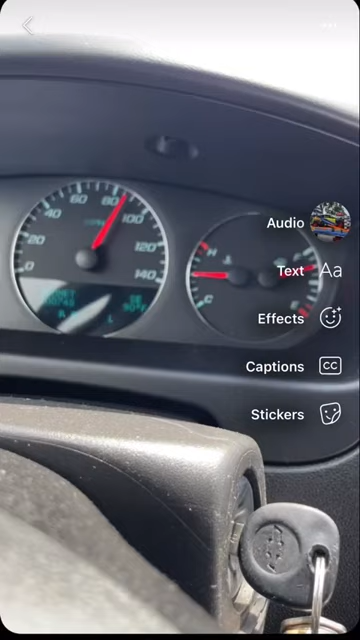 60
80
40
100
20
120
0
140
H
C
Audio
Text Aa
Effects
Captions CC
Stickers